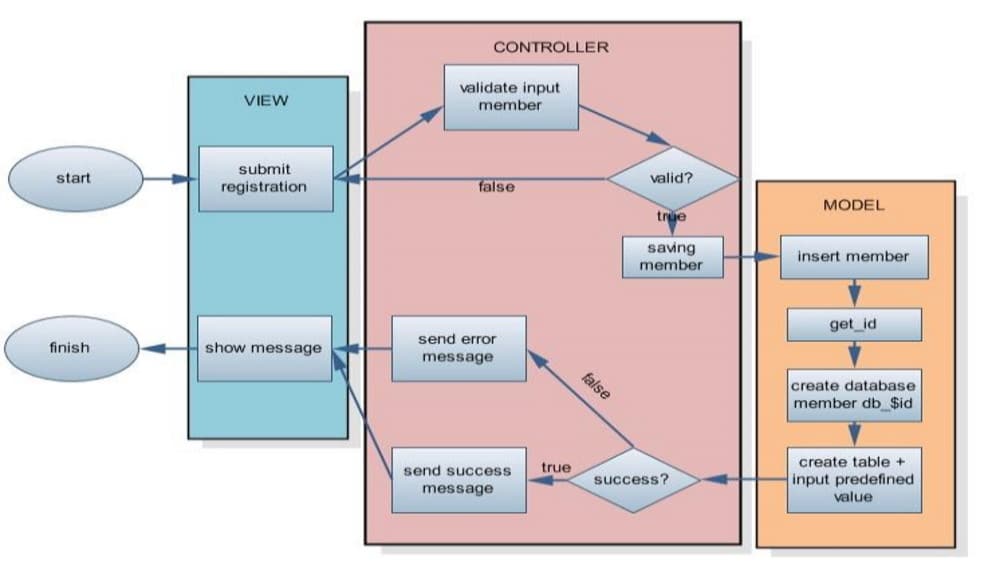 CONTROLLER
VIEW
MODEL
start
submit
registration
validate input
member
valid?
false
true
saving
member
insert member
get_id
create database
member db_$id
create table +
input predefined
value
success?
false
true
send error
message
send success
message
show message
finish